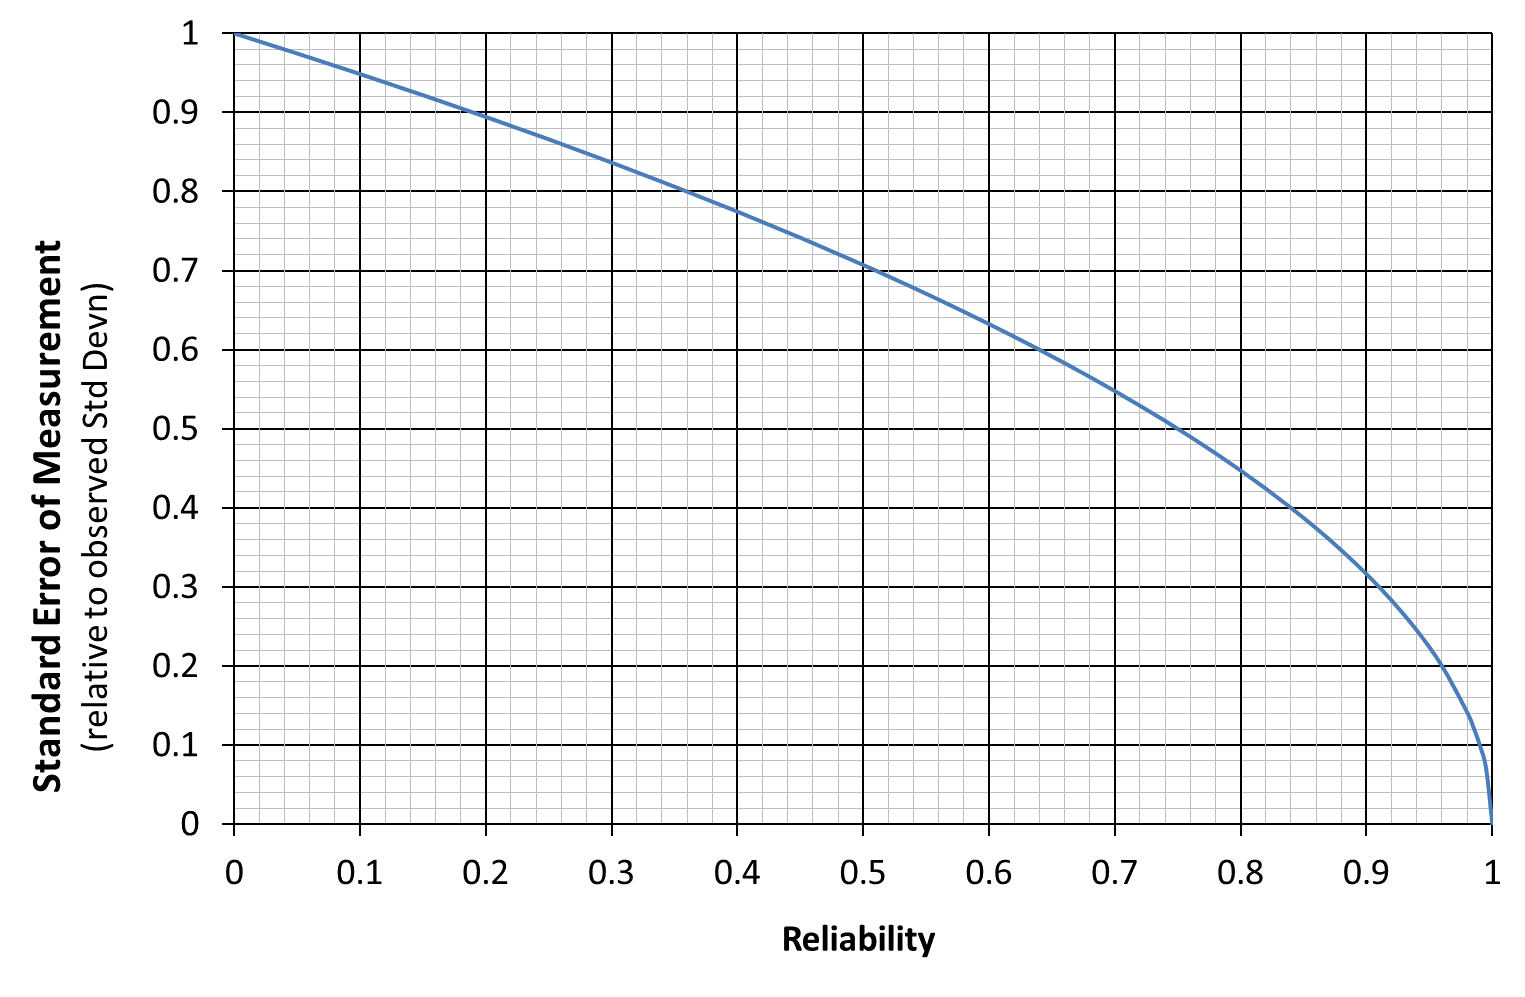 Standard Error of Measurement
(relative to observed Std Devn)
1
0.9
0.8
0.7
0.6
0.5
0.4
0.3
0.2
0.1
0
0 0.1 0.2 0.3 0.4 0.5 0.6 0.7 0.8 0.9 1
Reliability